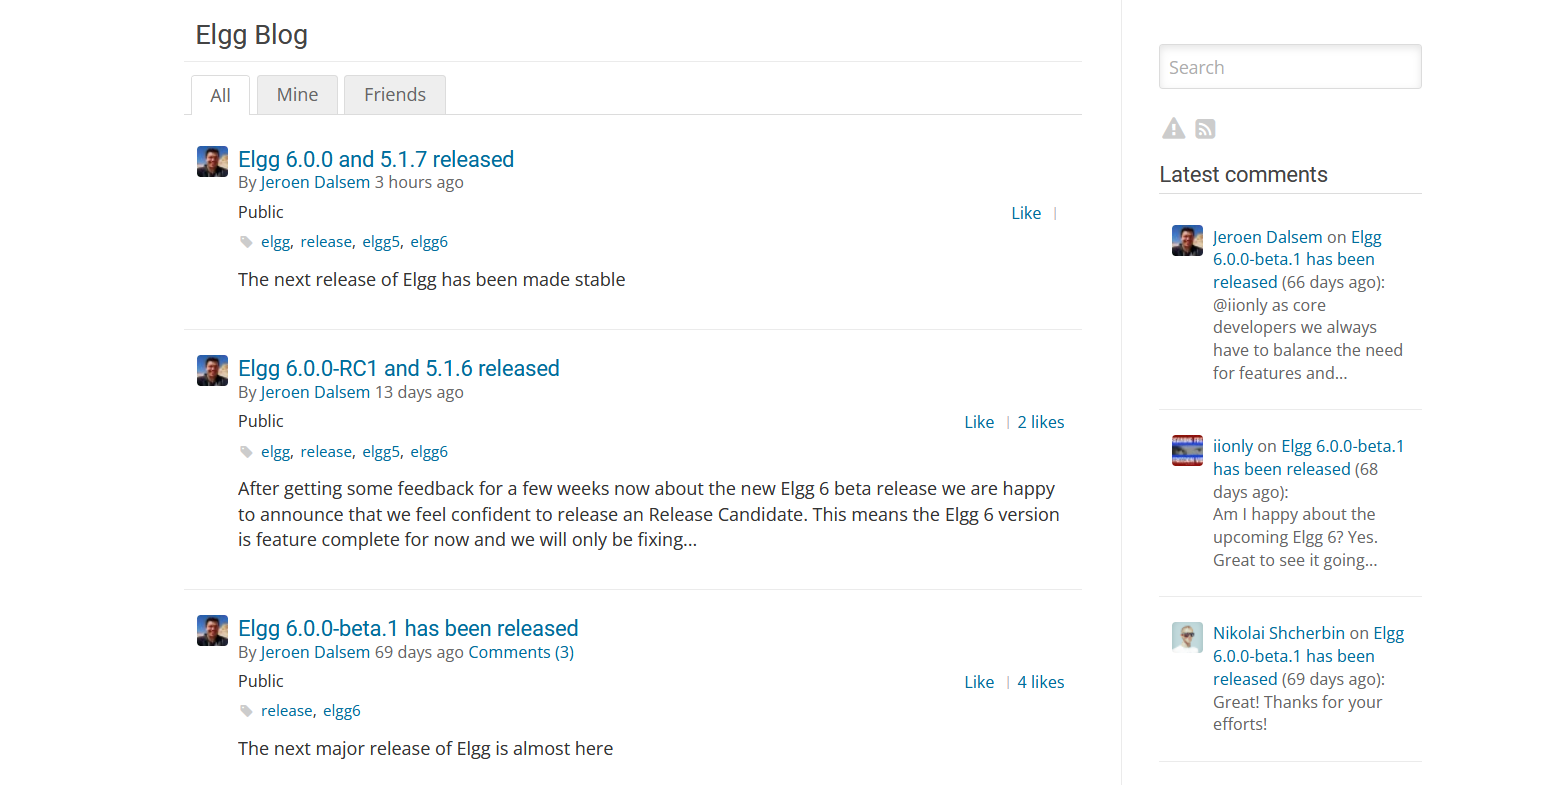 Elgg Blog
All
Mine
Friends
Elgg 6.0.0 and 5.1.7 released
By Jeroen Dalsem 3 hours ago
Public
Like |
elgg, release, elgg5, elgg6
The next release of Elgg has been made stable
Elgg 6.0.0-RC1 and 5.1.6 released
By Jeroen Dalsem 13 days ago
Public
Like | 2 likes
elgg, release, elgg5, elgg6
After getting some feedback for a few weeks now about the new Elgg 6 beta release we are happy
to announce that we feel confident to release an Release Candidate. This means the Elgg 6 version
is feature complete for now and we will only be fixing...
Elgg 6.0.0-beta.1 has been released
By Jeroen Dalsem 69 days ago Comments (3)
Public
Like | 4 likes
release, elgg6
The next major release of Elgg is almost here
Search
Latest comments
Jeroen Dalsem on Elgg
6.0.0-beta.1 has been
released (66 days ago):
@iionly as core
developers we always
have to balance the need
for features and...
iionly on Elgg 6.0.0-beta.1
has been released (68
days ago):
Am I happy about the
upcoming Elgg 6? Yes.
Great to see it going...
Nikolai Shcherbin on Elgg
6.0.0-beta.1 has been
released (69 days ago):
Great! Thanks for your
efforts!